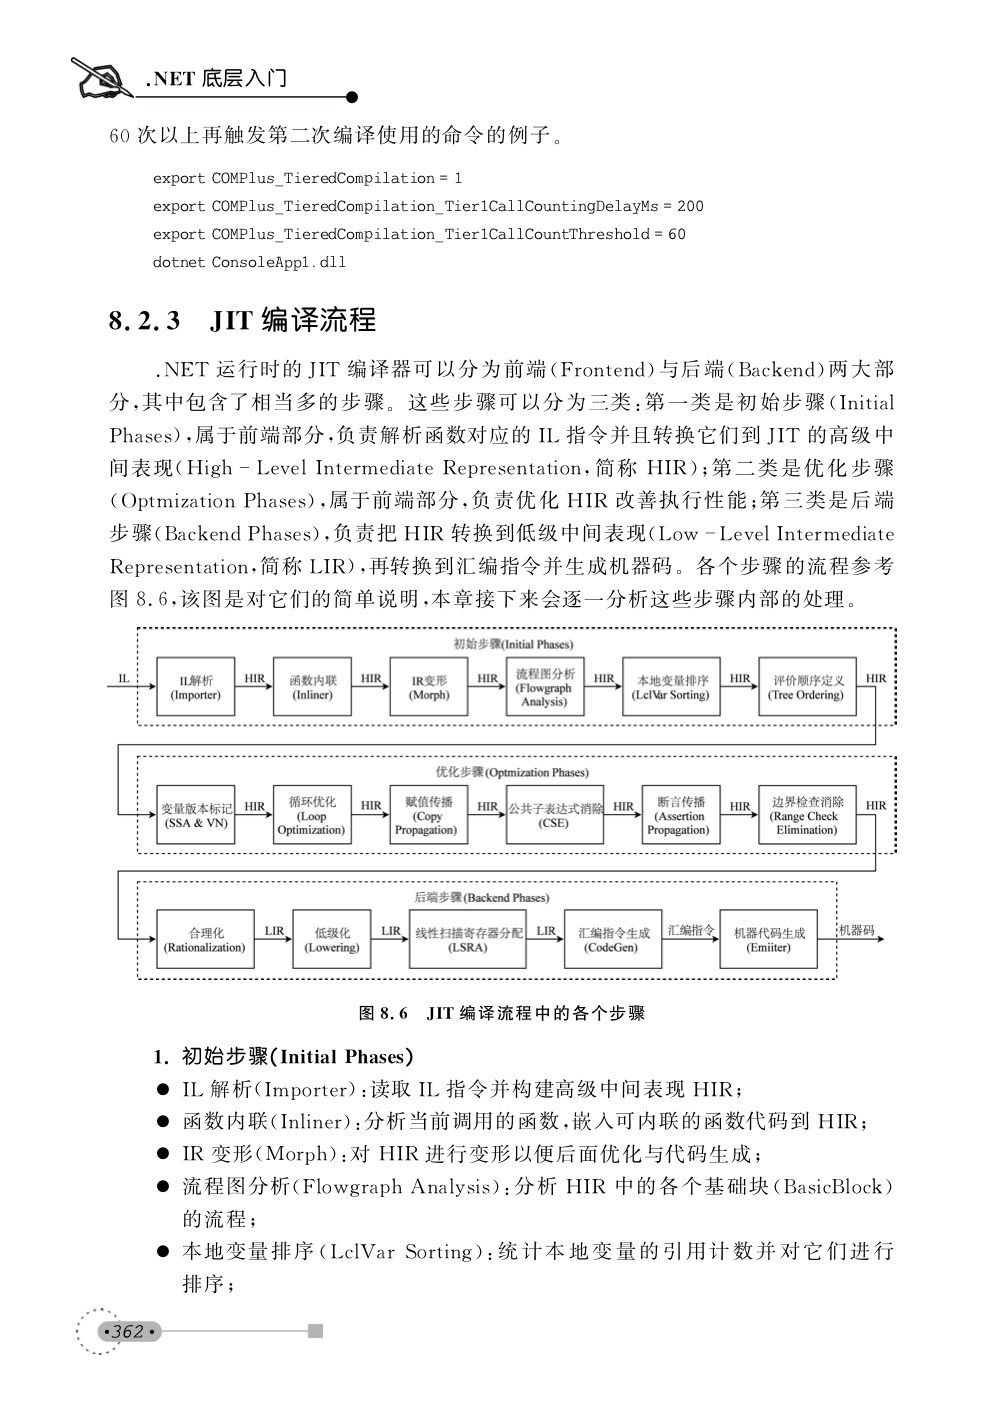 .NET 底层入门
60 次以上再触发第二次编译使用的命令的例子。
export COMPlus_TieredCompilation = 1
export COMPlus_TieredCompilation_Tier1CallCountingDelayMs = 200
export COMPlus_TieredCompilation_Tier1CallCountThreshold = 60
dotnet ConsoleApp1.dll
8.2.3 JIT 编译流程
.NET 运行时的 JIT 编译器可以分为前端(Frontend)与后端(Backend)两大部
分,其中包含了相当多的步骤。这些步骤可以分为三类:第一类是初始步骤(Initial
Phases),属于前端部分,负责解析函数对应的 IL 指令并且转换它们到 JIT 的高级中
间表现(High-Level Intermediate Representation,简称 HIR);第二类是优化步骤
(Optmization Phases),属于前端部分,负责优化 HIR 改善执行性能;第三类是后端
步骤(Backend Phases),负责把 HIR 转换到低级中间表现(Low-Level Intermediate
Representation,简称 LIR),再转换到汇编指令并生成机器码。各个步骤的流程参考
图 8.6,该图是对它们的简单说明,本章接下来会逐一分析这些步骤内部的处理。
初始步骤(Initial Phases)
IL
IL解析
(Importer)
HIR
函数内联
(Inliner)
HIR
IR变形
(Morph)
HIR
流程图分析
(Flowgraph
Analysis)
HIR
本地变量排序
(LclVar Sorting)
HIR
评价顺序定义
(Tree Ordering)
HIR
优化步骤(Optmization Phases)
变量版本标记
(SSA & VN)
HIR
循环优化
(Loop
Optimization)
HIR
赋值传播
(Copy
Propagation)
HIR
公共子表达式消除
(CSE)
HIR
断言传播
(Assertion
Propagation)
HIR
边界检查消除
(Range Check
Elimination)
HIR
后端步骤(Backend Phases)
合理化
(Rationalization)
LIR
低级化
(Lowering)
LIR
线性扫描寄存器分配
(LSRA)
LIR
汇编指令生成
(CodeGen)
汇编指令
机器代码生成
(Emiiter)
机器码
图 8.6 JIT 编译流程中的各个步骤
1. 初始步骤(Initial Phases)
● IL 解析(Importer):读取 IL 指令并构建高级中间表现 HIR;
● 函数内联(Inliner):分析当前调用的函数,嵌入可内联的函数代码到 HIR;
● IR 变形(Morph):对 HIR 进行变形以便后面优化与代码生成;
● 流程图分析(Flowgraph Analysis):分析 HIR 中的各个基础块(BasicBlock)
的流程;
● 本地变量排序(LclVar Sorting):统计本地变量的引用计数并对它们进行
排序;
·362·